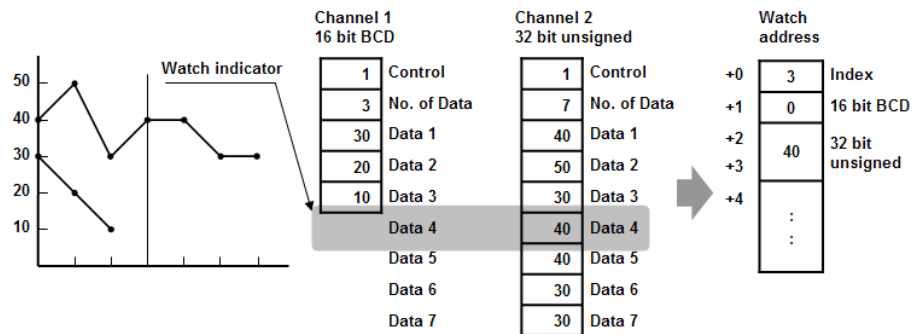 Channel 1
16 bit BCD
Channel 2
32 bit unsigned
Watch
address
Watch indicator
50
40
30
20
10
1 Control
3 No. of Data
30 Data 1
20 Data 2
10 Data 3
Data 4
Data 5
Data 6
Data 7
1 Control
7 No. of Data
40 Data 1
50 Data 2
30 Data 3
40 Data 4
40 Data 5
30 Data 6
30 Data 7
+0 3 Index
+1 0 16 bit BCD
+2
+3
40
32 bit
unsigned
+4
:
: